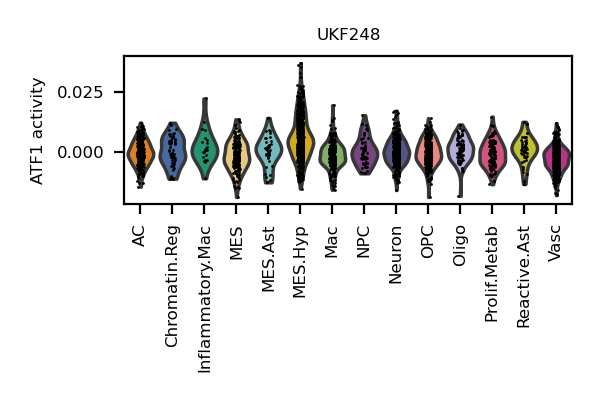 UKF248
ATF1 activity
0.025
0.000
AC
Chromatin.Reg
Inflammatory.Mac
MES
MES.Ast
MES.Hyp
Mac
NPC
Neuron
OPC
Oligo
Prolif.Metab
Reactive.Ast
Vasc